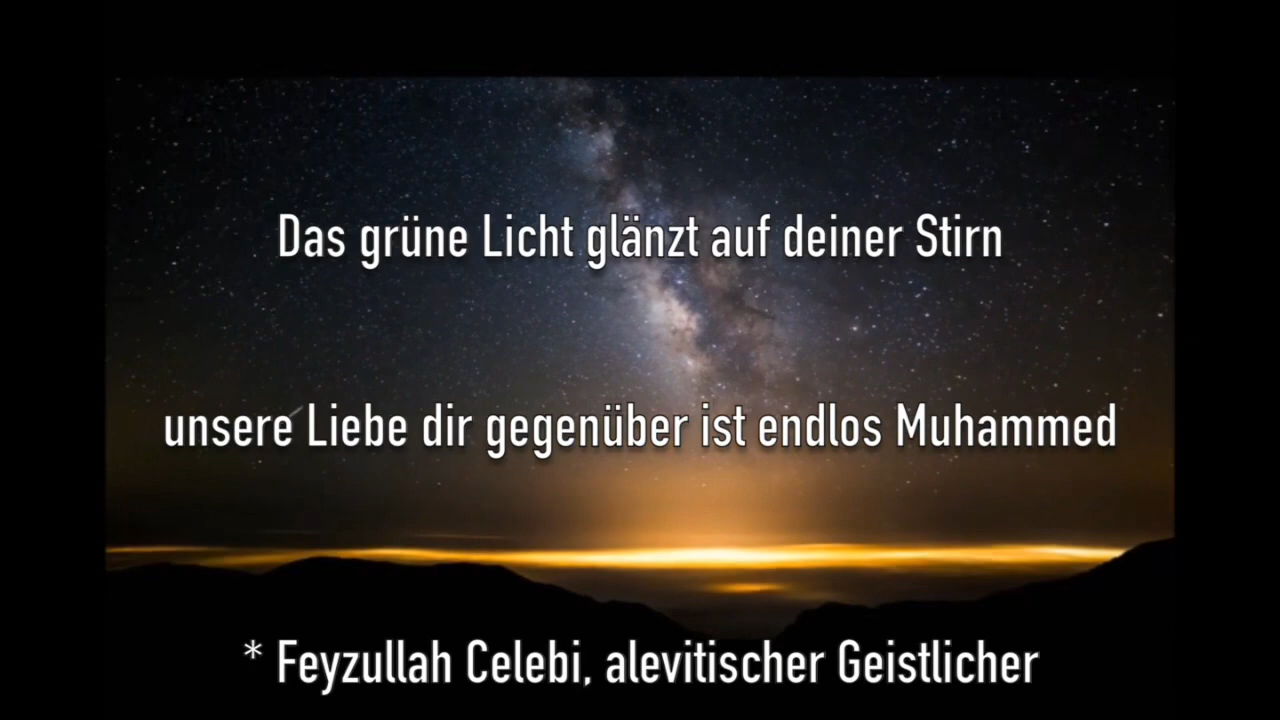 Das grüne Licht glänzt auf deiner Stirn
unsere Liebe dir gegenüber ist endlos Muhammed
* Feyzullah Celebi, alevitischer Geistlicher